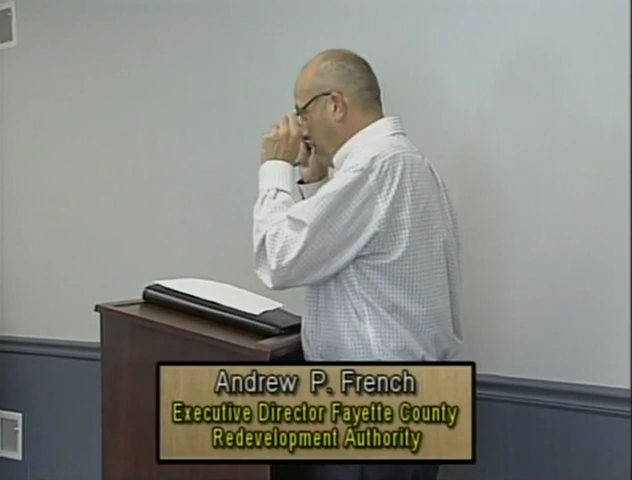 Andrew P. French
Executive Director Fayette County
Redevelopment Authority